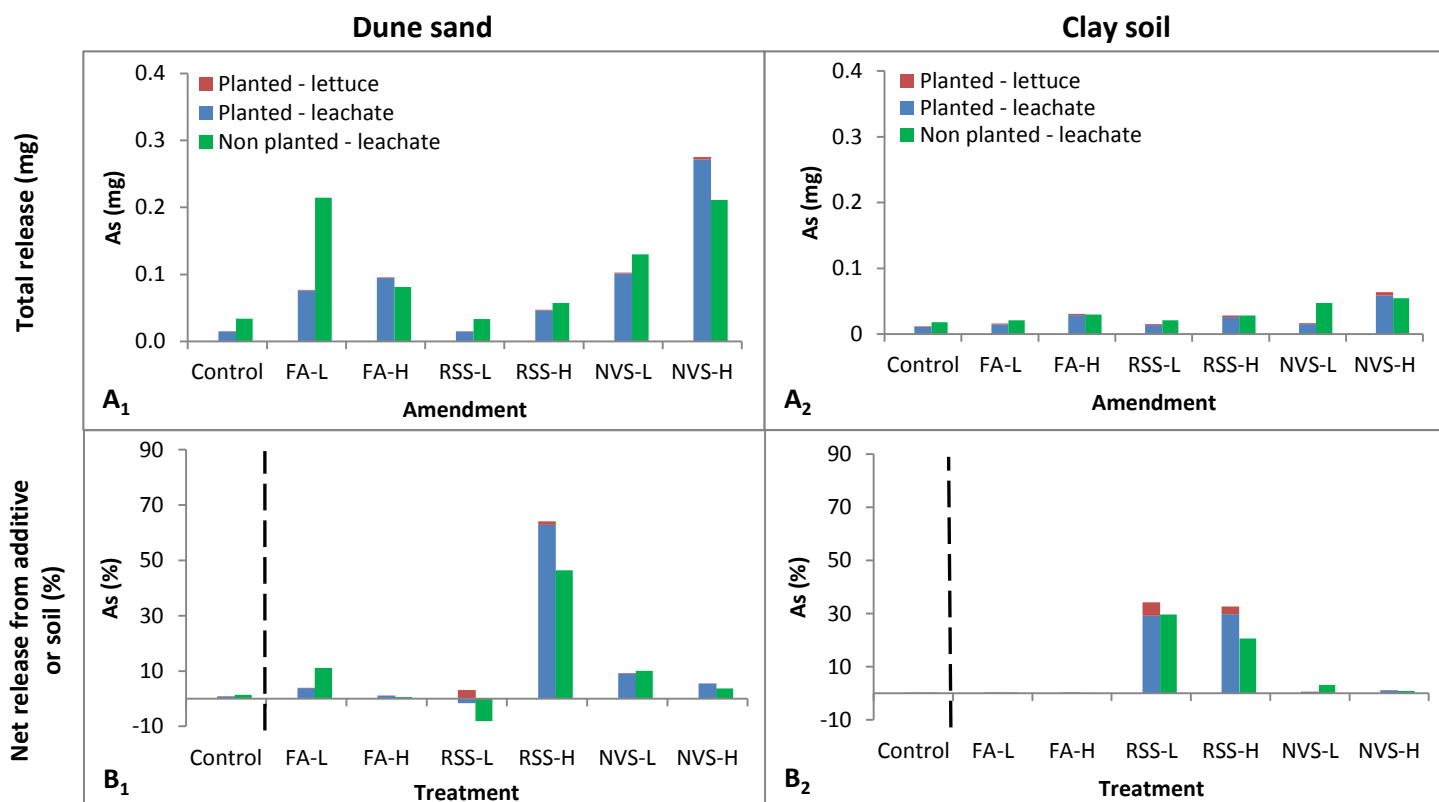 Dune sand
Clay soil
Total release (mg)
As (mg)
0.4
0.3
0.2
0.1
0.0
Planted - lettuce
Planted - leachate
Non planted - leachate
Control FA-L FA-H RSS-L RSS-H NVS-L NVS-H
A1
Amendment
As (mg)
0.4
0.3
0.2
0.1
0
Planted - lettuce
Planted - leachate
Non planted - leachate
Control FA-L FA-H RSS-L RSS-H NVS-L NVS-H
A2
Amendment
Net release from additive
or soil (%)
As (%)
90
70
50
30
10
-10
Control FA-L FA-H RSS-L RSS-H NVS-L NVS-H
B1
Treatment
As (%)
90
70
50
30
10
-10
Control FA-L FA-H RSS-L RSS-H NVS-L NVS-H
B2
Treatment